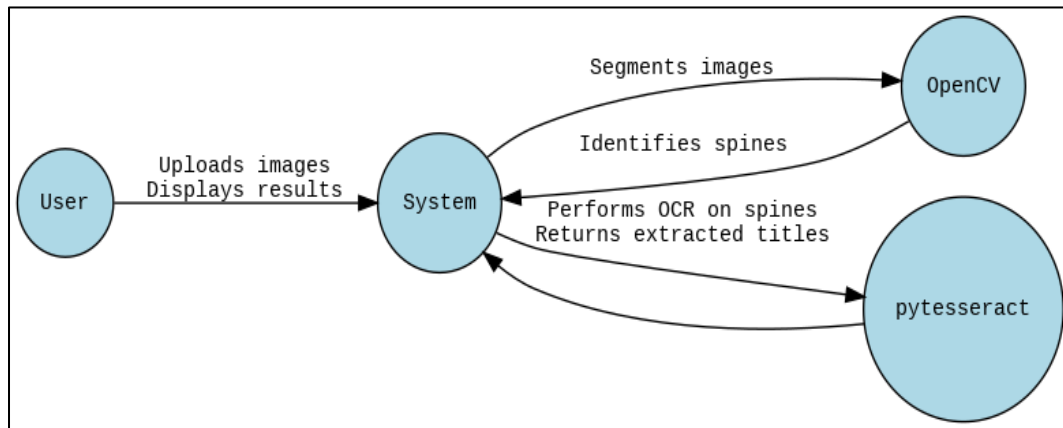 Segments images
OpenCV
Identifies spines
Uploads images
Displays results
User
System
Performs OCR on spines
Returns extracted titles
pytesseract